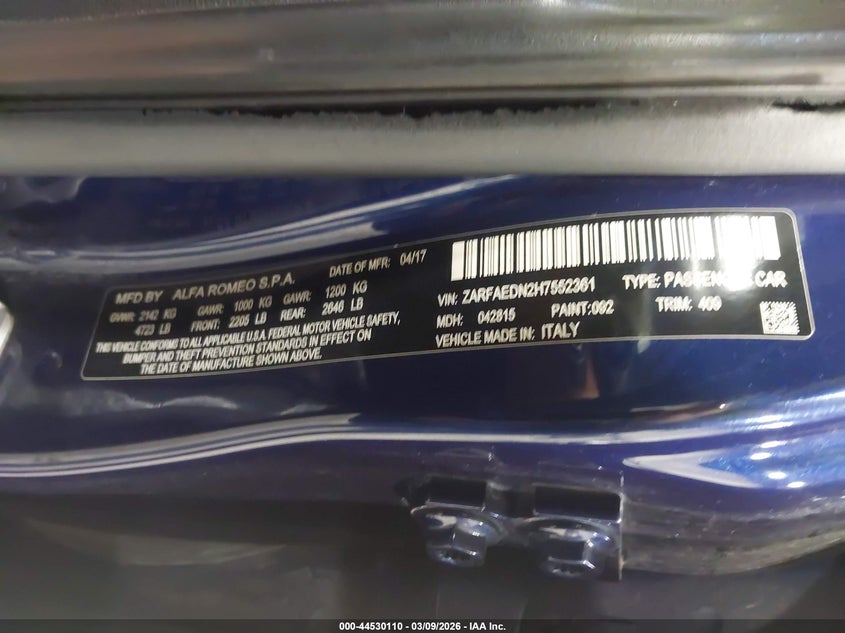 MFD BY ALFA ROMEO S.P.A. DATE OF MFR: 04/17
GVWR: 2142 KG GAWR: 1000 KG GAWR: 1200 KG
4723 LB FRONT: 2205 LB REAR: 2646 LB
THIS VEHICLE CONFORMS TO ALL APPLICABLE U.S.A. FEDERAL MOTOR VEHICLE SAFETY,
BUMPER AND THEFT PREVENTION STANDARDS IN EFFECT ON
THE DATE OF MANUFACTURE SHOWN ABOVE.
VIN: ZARFAEDN2H7552361 TYPE: PASSENGER CAR
MDH: 042815 PAINT:092 TRIM: 409
VEHICLE MADE IN: ITALY
000-44530110 | 03/09/2026 - IAA Inc.